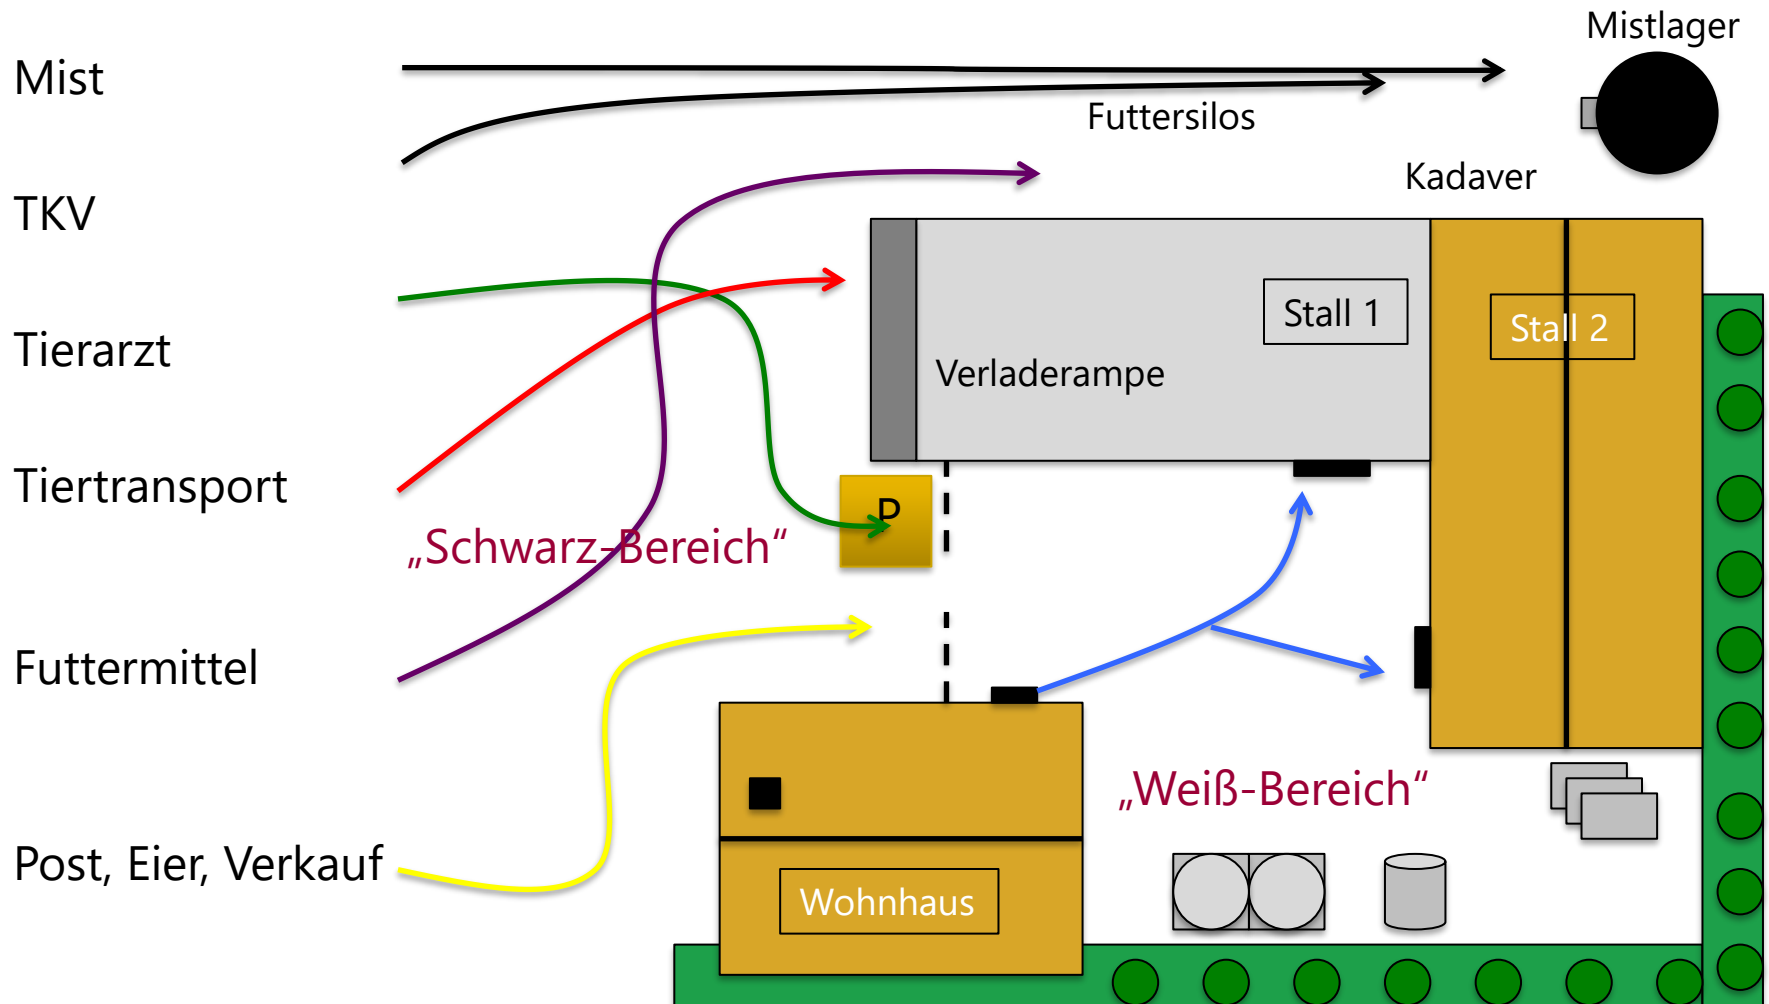 Mistlager
Mist
Futtersilos
Kadaver
TKV
Stall 1
Stall 2
Tierarzt
Verladerampe
Tiertransport
P
„Schwarz-Bereich“
Futtermittel
„Weiß-Bereich“
Post, Eier, Verkauf
Wohnhaus